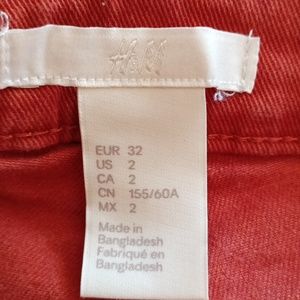 H&M
EUR 32
US 2
CA 2
CN 155/60A
MX 2
Made in
Bangladesh
Fabriqué en
Bangladesh